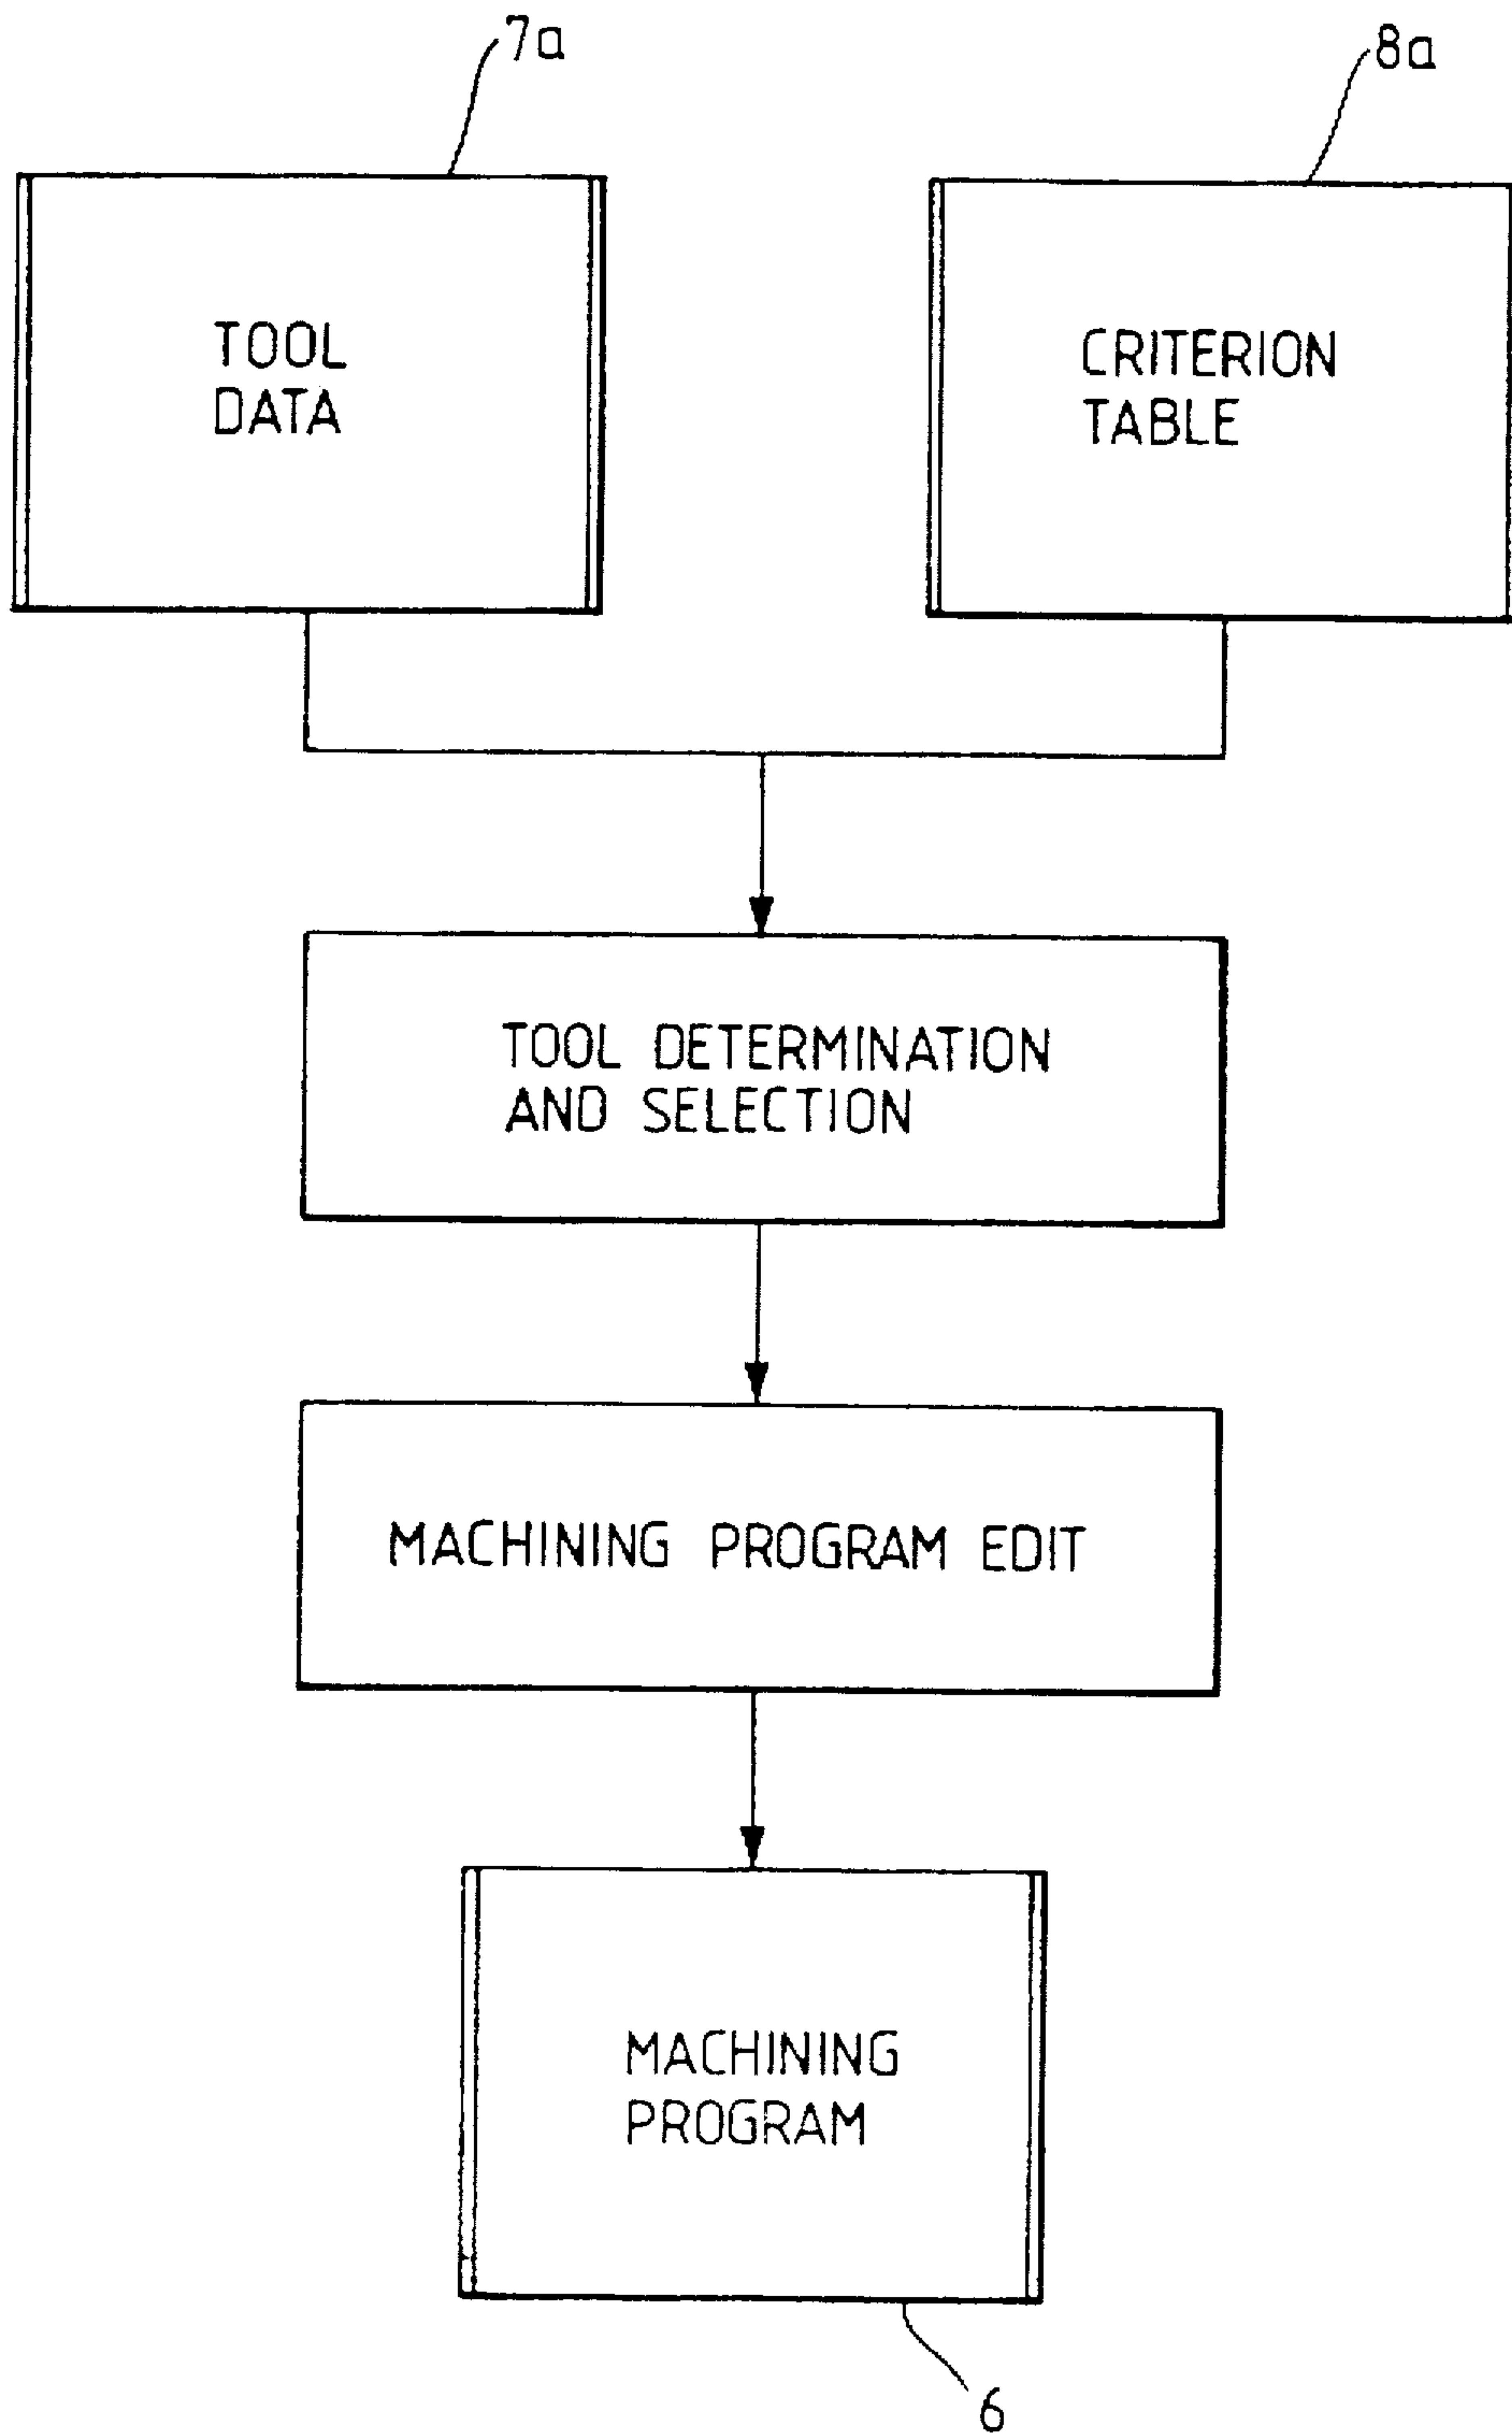 7a
8a
TOOL
DATA
CRITERION
TABLE
TOOL DETERMINATION
AND SELECTION
MACHINING PROGRAM EDIT
MACHINING
PROGRAM
6